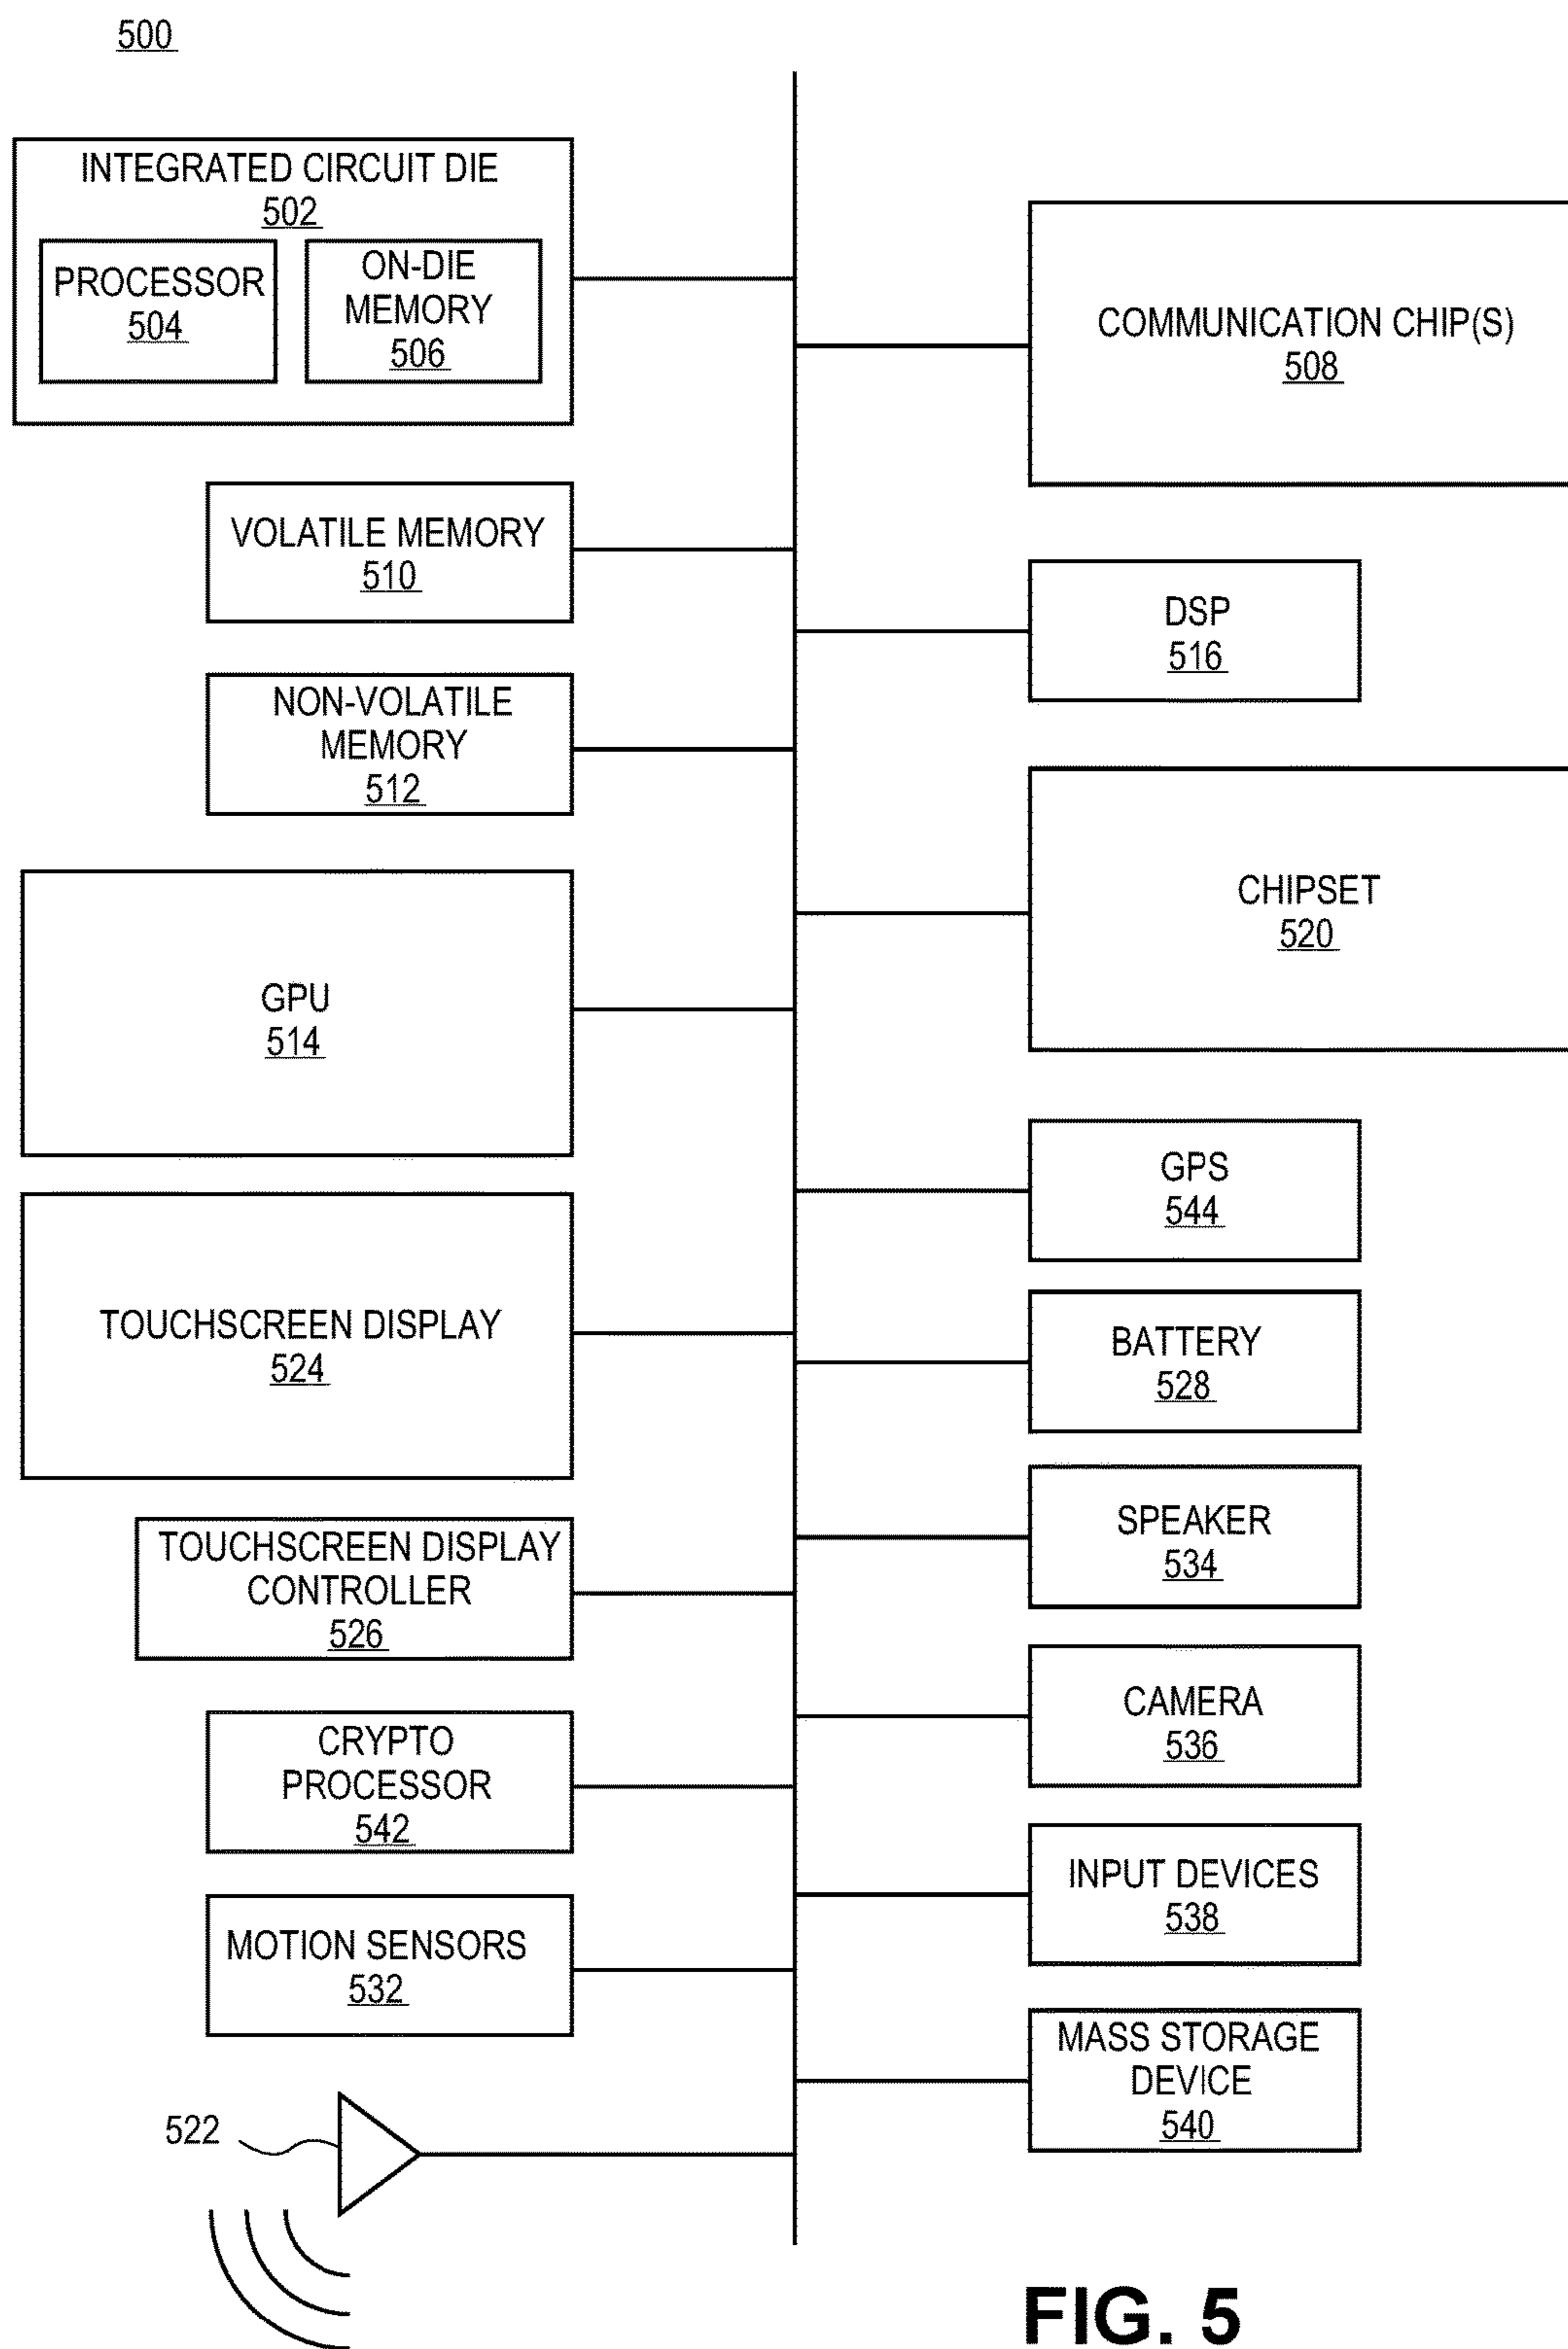 500
INTEGRATED CIRCUIT DIE
502
PROCESSOR
504
ON-DIE
MEMORY
506
COMMUNICATION CHIP(S)
508
VOLATILE MEMORY
510
DSP
516
NON-VOLATILE
MEMORY
512
CHIPSET
520
GPU
514
GPS
544
TOUCHSCREEN DISPLAY
524
BATTERY
528
SPEAKER
534
TOUCHSCREEN DISPLAY
CONTROLLER
526
CAMERA
536
CRYPTO
PROCESSOR
542
INPUT DEVICES
538
MOTION SENSORS
532
MASS STORAGE
DEVICE
540
522
FIG. 5